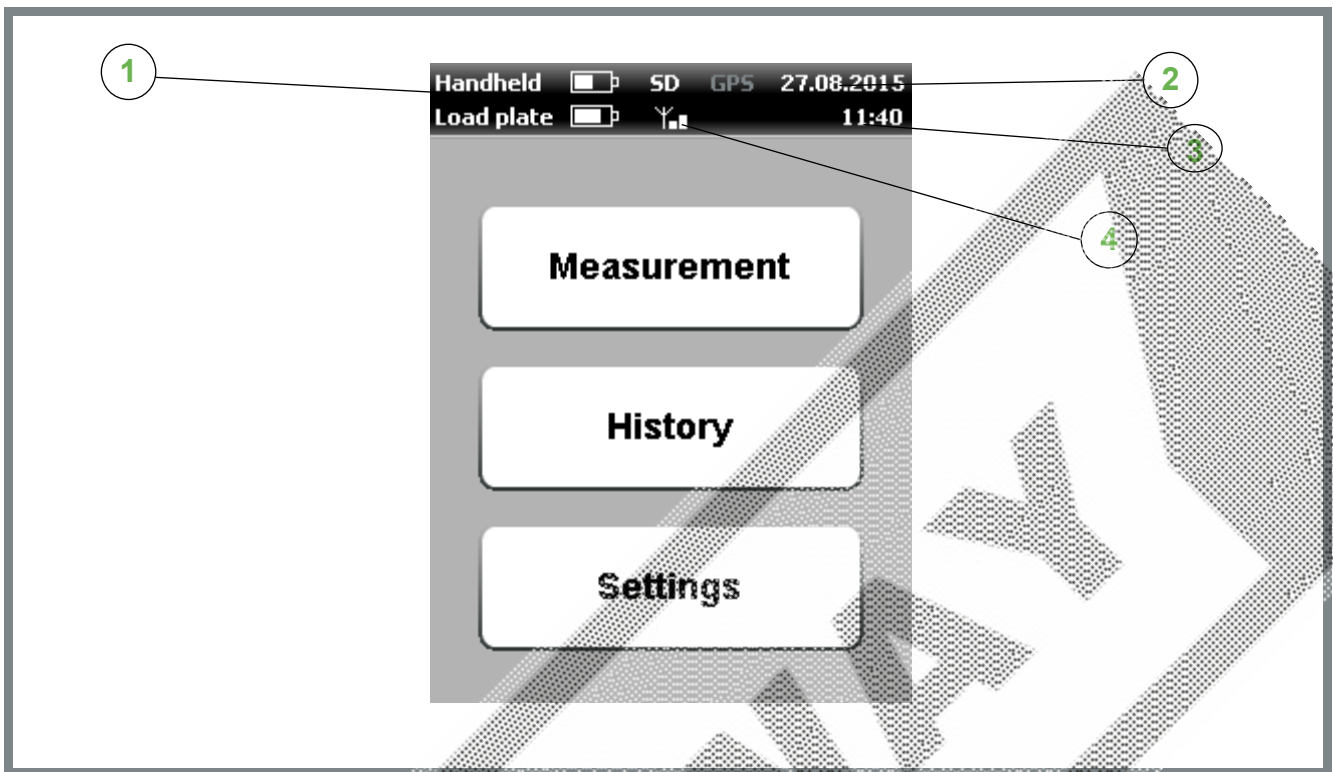 1
2
Handheld SD GPS 27.08.2015
Load plate 11:40
3
4
Measurement
History
Settings